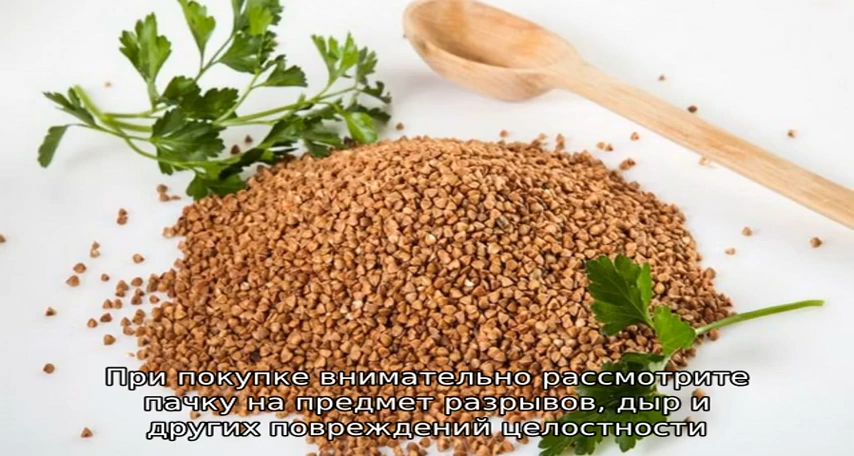 При покупке внимательно рассмотрите
пачку на предмет разрывов, дыр и
других повреждений целостности